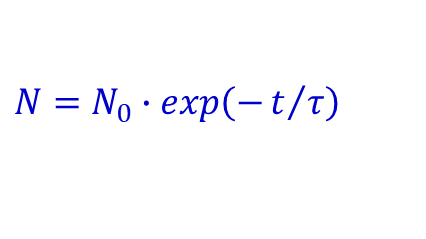 N = N₀ · exp(− t/τ)